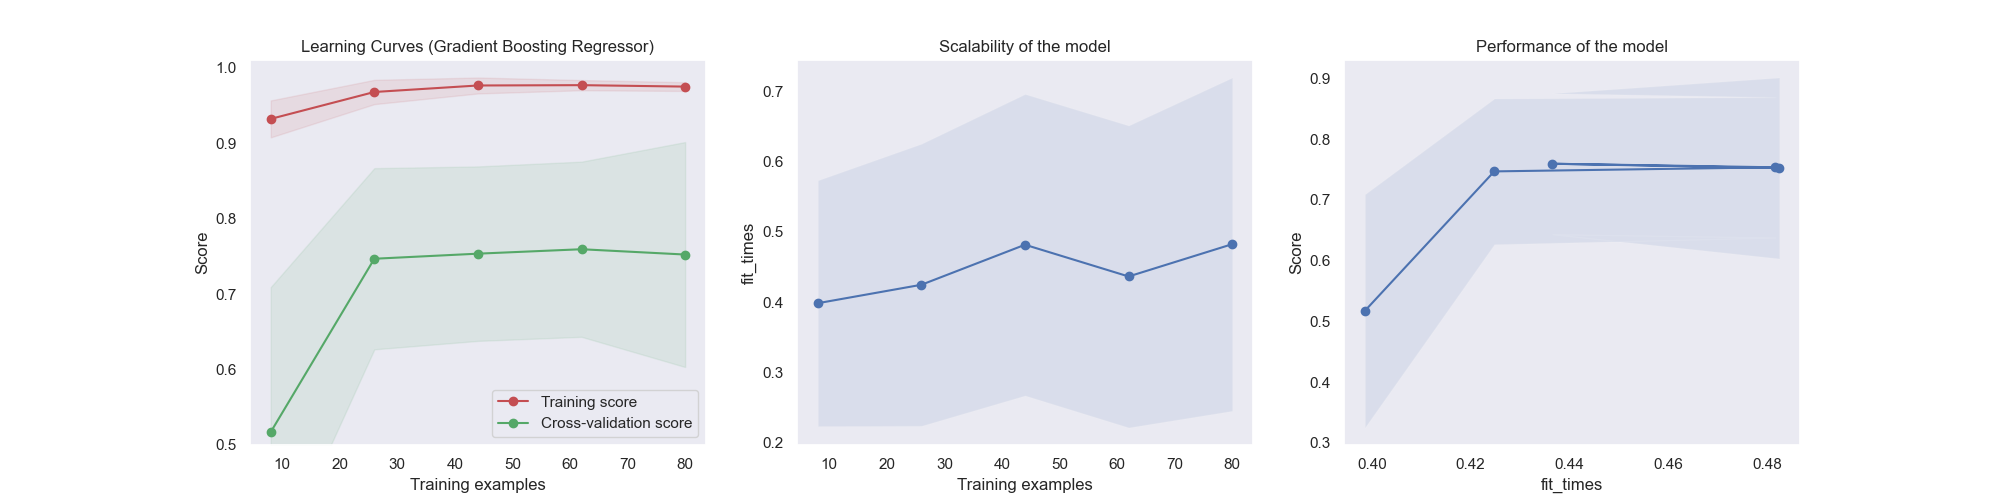 Learning Curves (Gradient Boosting Regressor)
1.0
0.9
0.8
0.7
0.6
0.5
Score
Training score
Cross-validation score
10 20 30 40 50 60 70 80
Training examples
Scalability of the model
0.7
0.6
0.5
0.4
0.3
0.2
fit_times
10 20 30 40 50 60 70 80
Training examples
Performance of the model
0.9
0.8
0.7
0.6
0.5
0.4
0.3
Score
0.40 0.42 0.44 0.46 0.48
fit_times